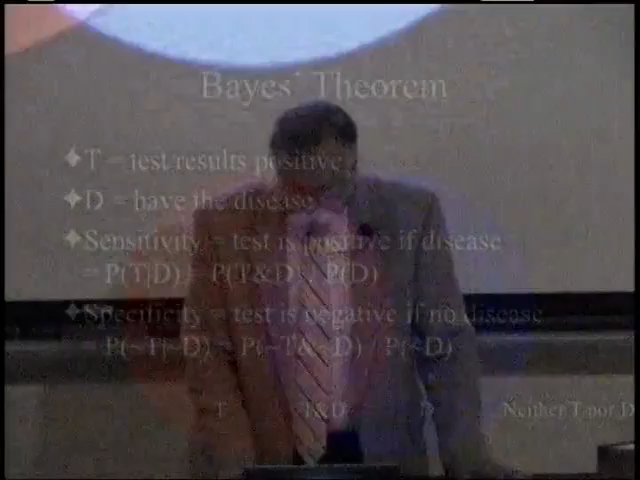 Bayes' Theorem
T = test results positive
D = have the disease
Sensitivity = test is positive if disease
= P(T|D) = P(T&D) / P(D)
Specificity = test is negative if no disease
= P(~T|~D) = P(~T&~D) / P(~D)
T T&D D Neither T nor D